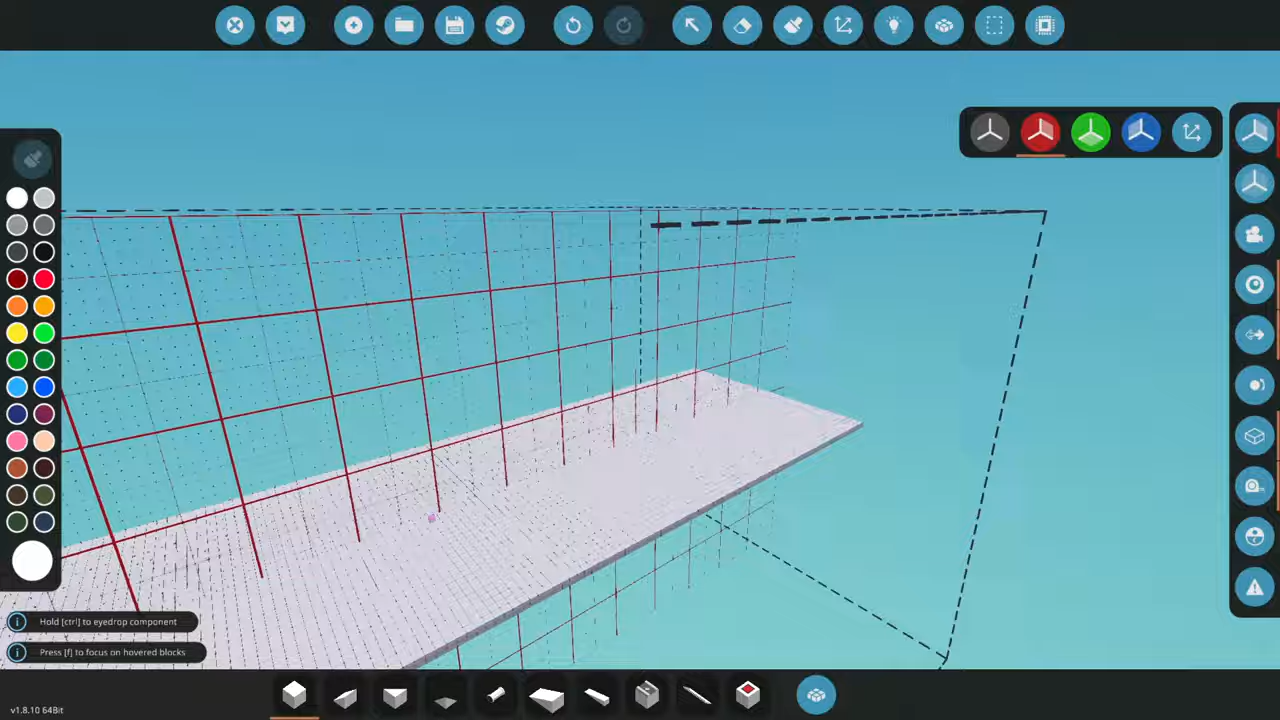 Hold [ctrl] to eyedrop component
Press [f] to focus on hovered blocks
v1.8.10 64Bit